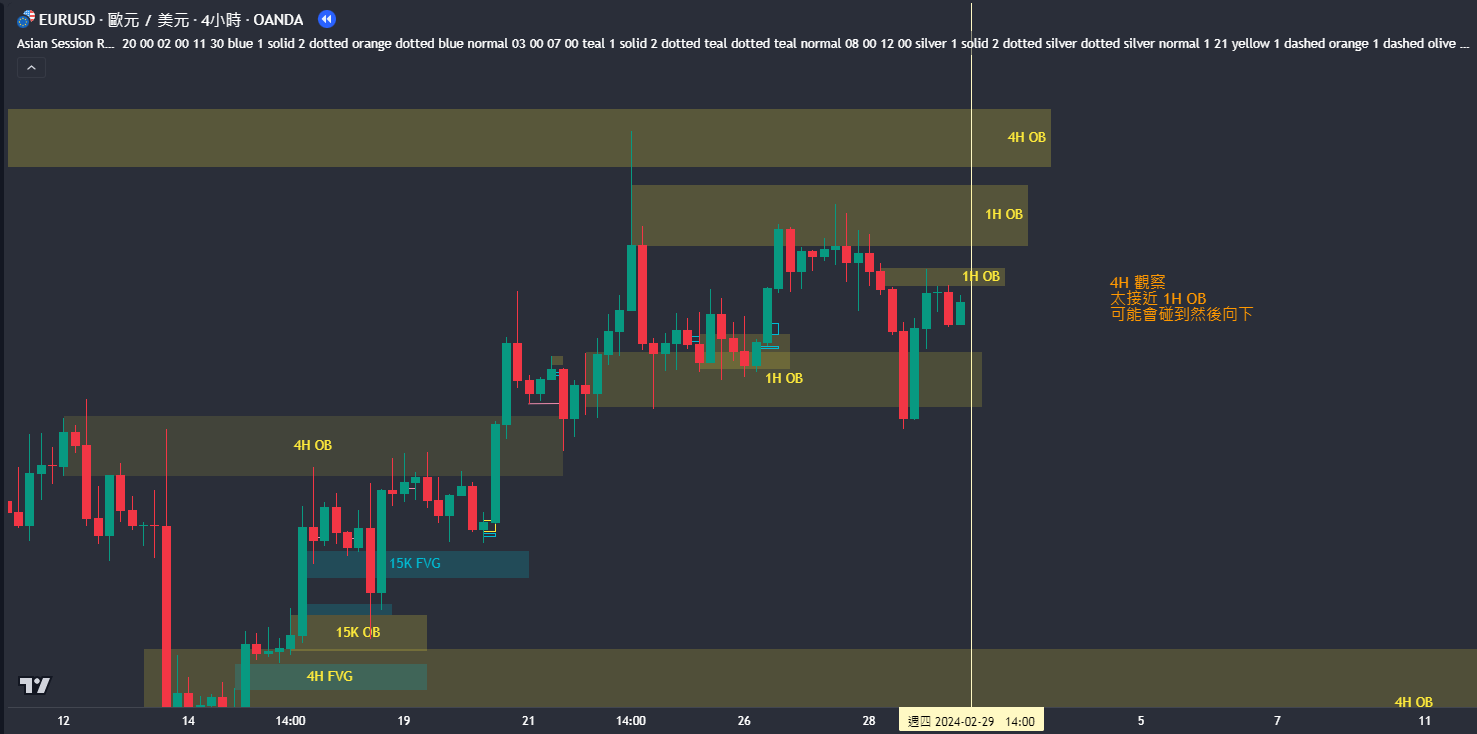 EURUSD · 歐元 / 美元 · 4小時 · OANDA
Asian Session R... 20 00 02 00 11 30 blue 1 solid 2 dotted orange dotted blue normal 03 00 07 00 teal 1 solid 2 dotted teal dotted teal normal 08 00 12 00 silver 1 solid 2 dotted silver dotted silver normal 1 21 yellow 1 dashed orange 1 dashed olive ...
4H OB
1H OB
1H OB
4H 觀察
太接近 1H OB
可能會碰到然後向下
1H OB
4H OB
15K FVG
15K OB
4H FVG
4H OB
12 14 14:00 19 21 14:00 26 28 週四 2024-02-29 14:00 5 7 11